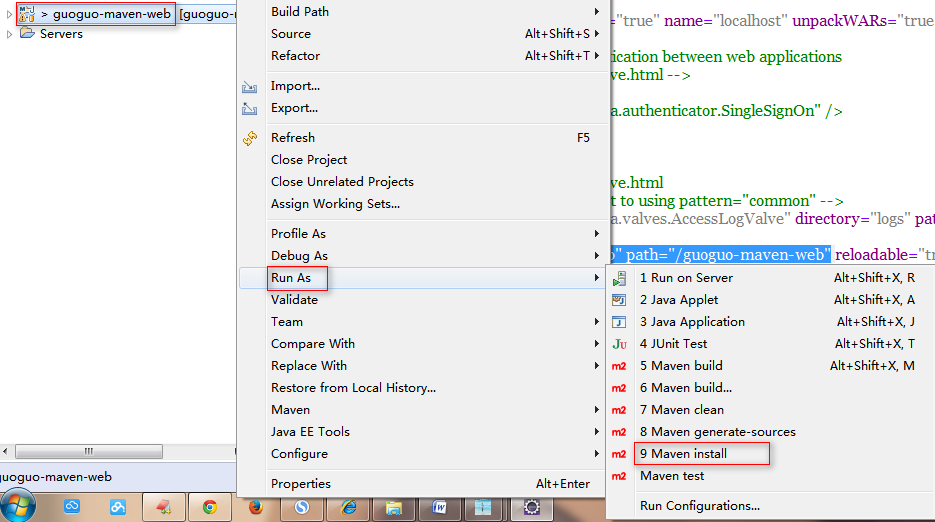 > guoguo-maven-web [guoguo-r
Servers
Build Path
Source Alt+Shift+S
Refactor Alt+Shift+T
Import...
Export...
Refresh F5
Close Project
Close Unrelated Projects
Assign Working Sets...
Profile As
Debug As
Run As
Validate
Team
Compare With
Replace With
Restore from Local History...
Maven
Java EE Tools
Configure
Properties Alt+Enter
="true" name="localhost" unpackWARs="true
ication between web applications
ve.html -->
a.authenticator.SingleSignOn" />
ve.html
t to using pattern="common" -->
a.valves.AccessLogValve" directory="logs" pat
" path="/guoguo-maven-web" reloadable="tr
1 Run on Server Alt+Shift+X, R
2 Java Applet Alt+Shift+X, A
3 Java Application Alt+Shift+X, J
4 JUnit Test Alt+Shift+X, T
5 Maven build Alt+Shift+X, M
6 Maven build...
7 Maven clean
8 Maven generate-sources
9 Maven install
Maven test
Run Configurations...
guoguo-maven-web